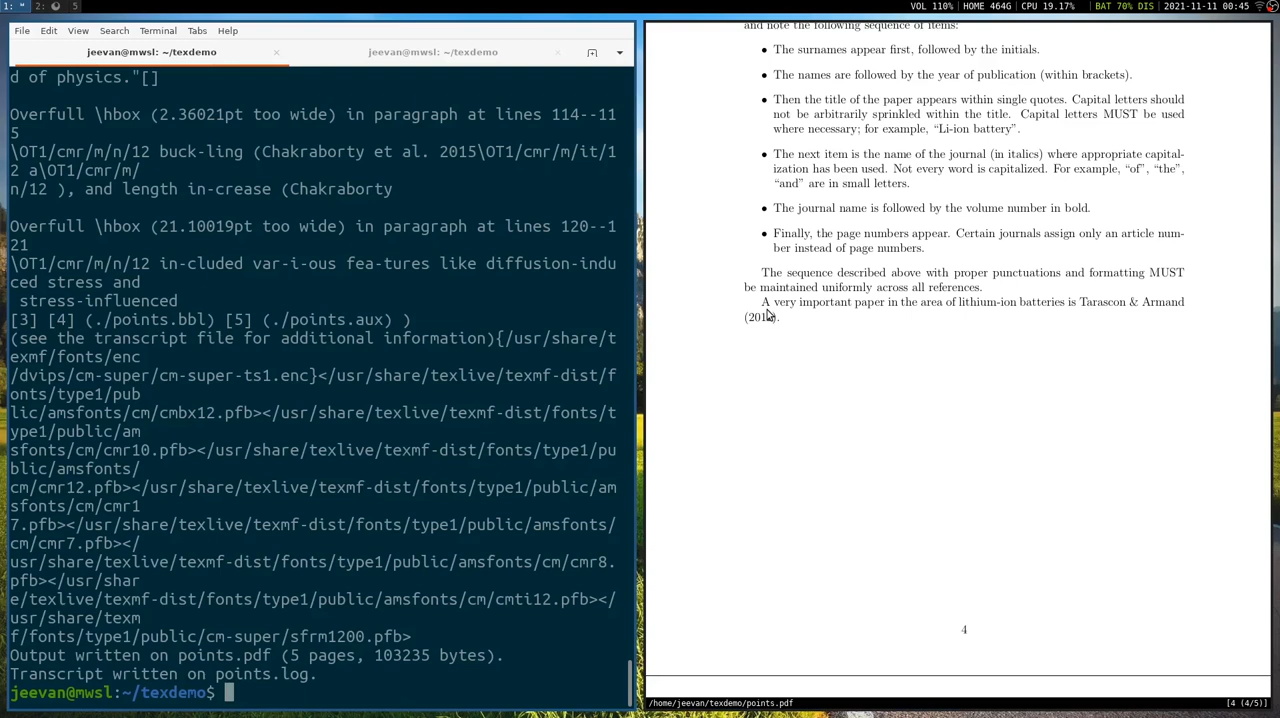 1: 2: 5 VOL 110% | HOME 464G | CPU 19.17% | BAT 70% DIS | 2021-11-11 00:45
File Edit View Search Terminal Tabs Help
jeevan@mwsl: ~/texdemo × jeevan@mwsl: ~/texdemo ×
d of physics."[]
Overfull \hbox (2.36021pt too wide) in paragraph at lines 114--11
5
\OT1/cmr/m/n/12 buck-ling (Chakraborty et al. 2015\OT1/cmr/m/it/1
2 a\OT1/cmr/m/
n/12 ), and length in-crease (Chakraborty
Overfull \hbox (21.10019pt too wide) in paragraph at lines 120--1
21
\OT1/cmr/m/n/12 in-cluded var-i-ous fea-tures like diffusion-indu
ced stress and
stress-influenced
[3] [4] (./points.bbl) [5] (./points.aux) )
(see the transcript file for additional information){/usr/share/t
exmf/fonts/enc
/dvips/cm-super/cm-super-ts1.enc}</usr/share/texlive/texmf-dist/f
onts/type1/pub
lic/amsfonts/cm/cmbx12.pfb></usr/share/texlive/texmf-dist/fonts/t
ype1/public/am
sfonts/cm/cmr10.pfb></usr/share/texlive/texmf-dist/fonts/type1/pu
blic/amsfonts/
cm/cmr12.pfb></usr/share/texlive/texmf-dist/fonts/type1/public/am
sfonts/cm/cmr1
7.pfb></usr/share/texlive/texmf-dist/fonts/type1/public/amsfonts/
cm/cmr7.pfb></
usr/share/texlive/texmf-dist/fonts/type1/public/amsfonts/cm/cmr8.
pfb></usr/shar
e/texlive/texmf-dist/fonts/type1/public/amsfonts/cm/cmti12.pfb></
usr/share/texm
f/fonts/type1/public/cm-super/sfrm1200.pfb>
Output written on points.pdf (5 pages, 103235 bytes).
Transcript written on points.log.
jeevan@mwsl:~/texdemo$
and note the following sequence of items:
• The surnames appear first, followed by the initials.
• The names are followed by the year of publication (within brackets).
• Then the title of the paper appears within single quotes. Capital letters should
not be arbitrarily sprinkled within the title. Capital letters MUST be used
where necessary; for example, “Li-ion battery”.
• The next item is the name of the journal (in italics) where appropriate capital-
ization has been used. Not every word is capitalized. For example, “of”, “the”,
“and” are in small letters.
• The journal name is followed by the volume number in bold.
• Finally, the page numbers appear. Certain journals assign only an article num-
ber instead of page numbers.
The sequence described above with proper punctuations and formatting MUST
be maintained uniformly across all references.
A very important paper in the area of lithium-ion batteries is Tarascon & Armand
4
/home/jeevan/texdemo/points.pdf [4 (4/5)]